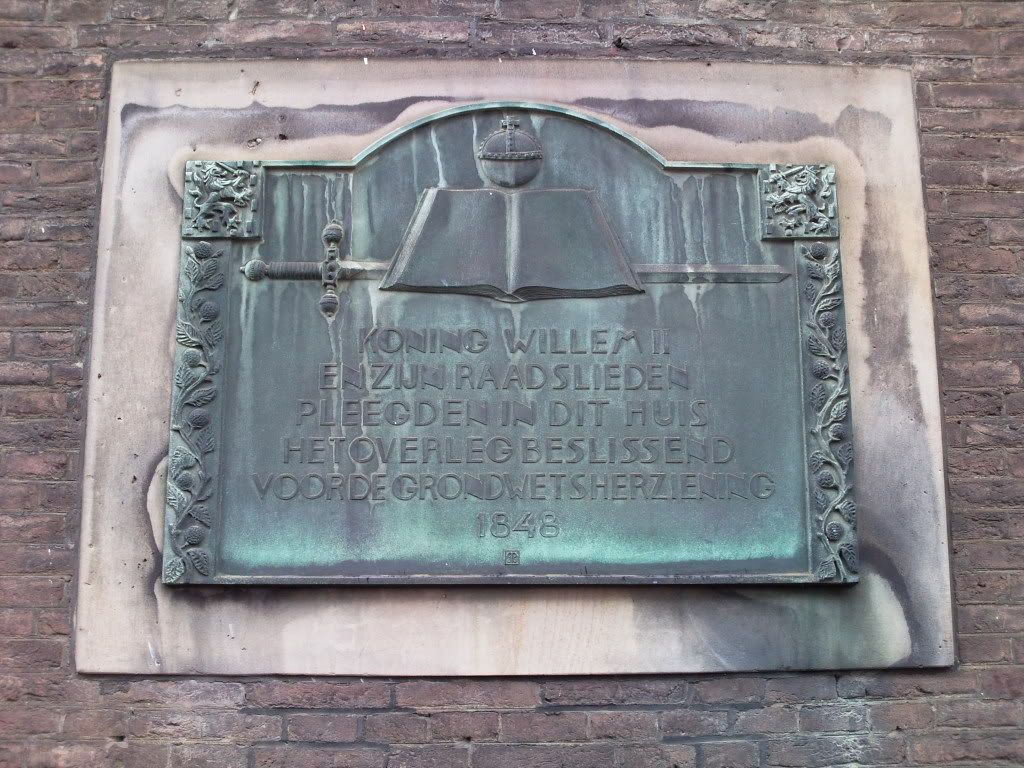 KONING WILLEM II
EN ZIJN RAADSLIEDEN
PLEEGDEN IN DIT HUIS
HET OVERLEG BESLISSEND
VOOR DE GRONDWETSHERZIENING
1848